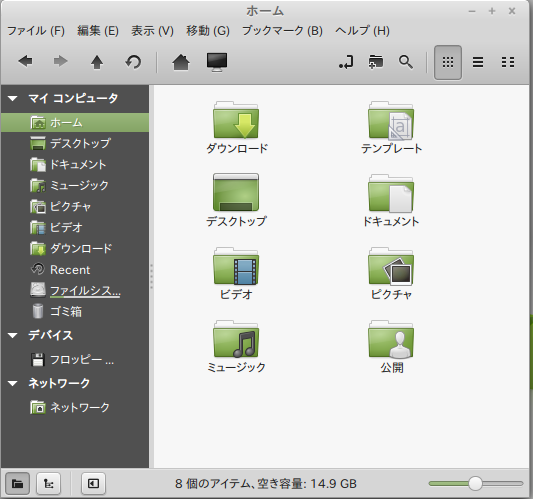 ホーム
ファイル (F) 編集 (E) 表示 (V) 移動 (G) ブックマーク (B) ヘルプ (H)
マイ コンピュータ
ホーム
デスクトップ
ドキュメント
ミュージック
ピクチャ
ビデオ
ダウンロード
Recent
ファイルシス...
ゴミ箱
デバイス
フロッピー ...
ネットワーク
ネットワーク
ダウンロード テンプレート
デスクトップ ドキュメント
ビデオ ピクチャ
ミュージック 公開
8 個のアイテム、空き容量: 14.9 GB